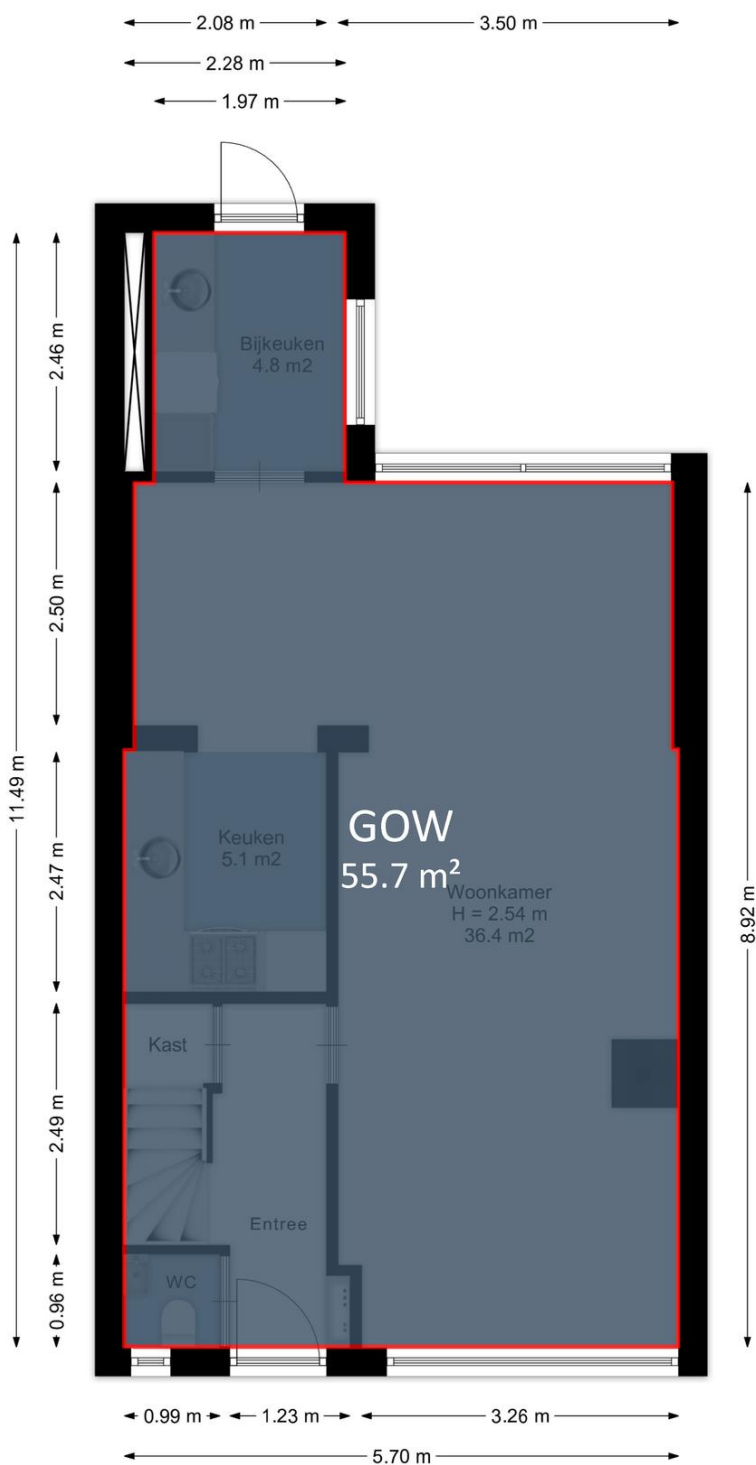 2.08 m
3.50 m
2.28 m
1.97 m
2.46 m
Bijkeuken
4.8 m2
2.50 m
11.49 m
8.92 m
GOW
55.7 m²
Keuken
5.1 m2
2.47 m
Woonkamer
H = 2.54 m
36.4 m2
Kast
2.49 m
Entree
WC
0.96 m
0.99 m
1.23 m
3.26 m
5.70 m